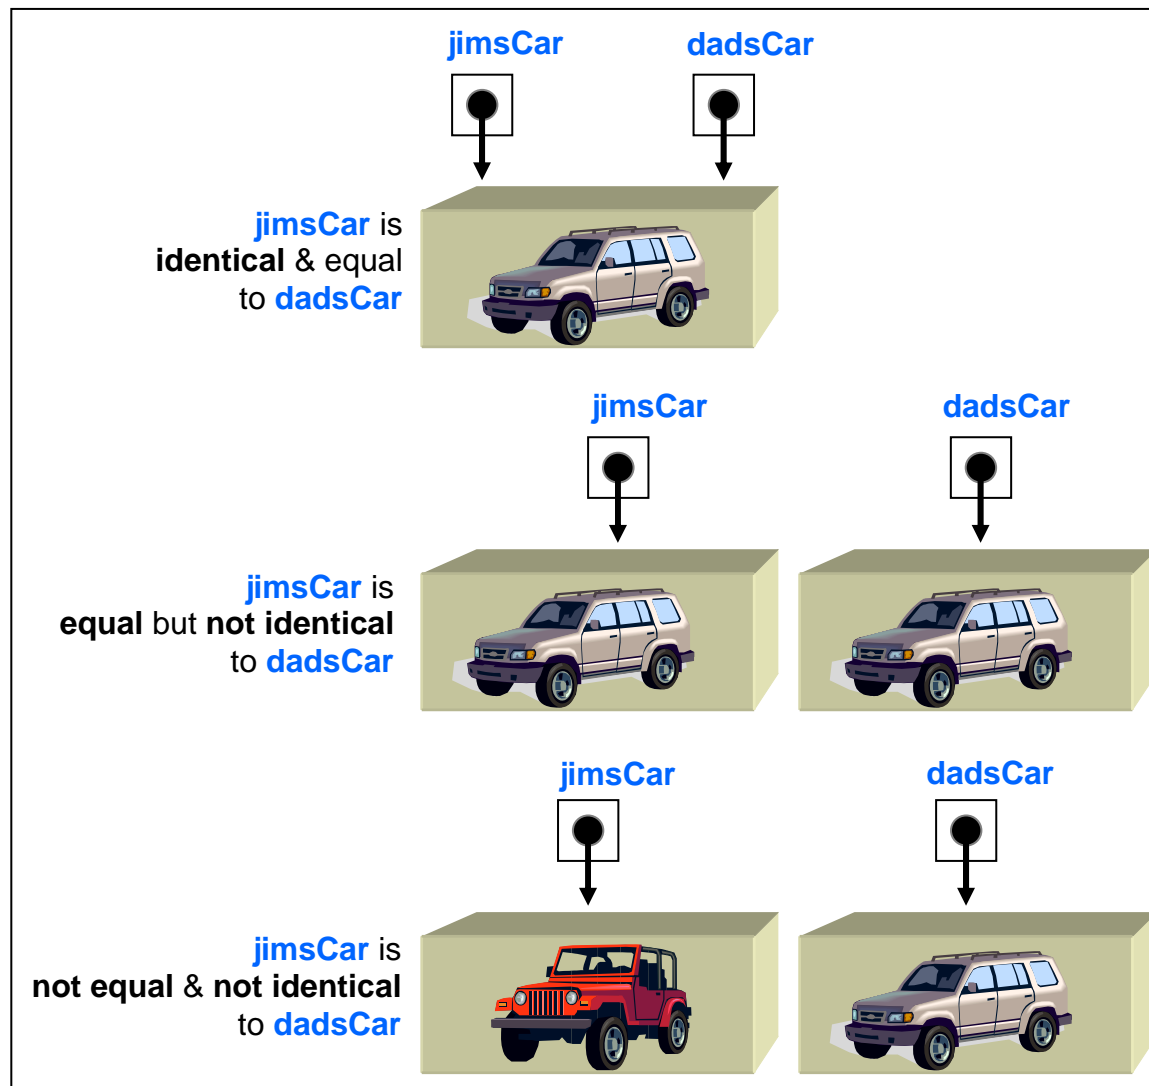 jimsCar dadsCar
jimsCar is
identical & equal
to dadsCar
jimsCar dadsCar
jimsCar is
equal but not identical
to dadsCar
jimsCar dadsCar
jimsCar is
not equal & not identical
to dadsCar